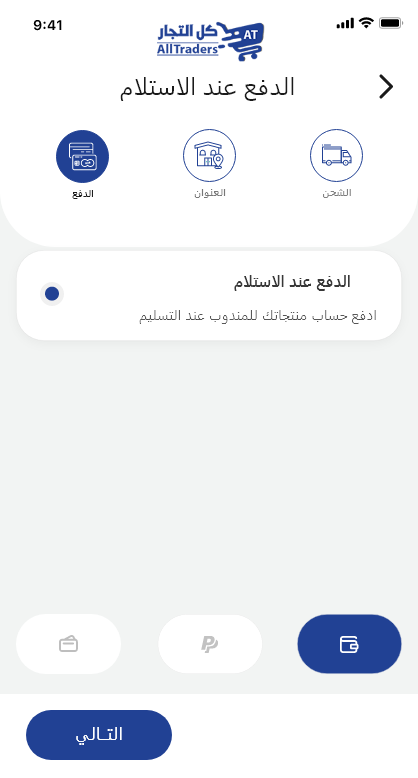 9:41
كل التجار
AT
AllTraders
الدفع عند الاستلام
الشحن
العنوان
الدفع
الدفع عند الاستلام
ادفع حساب منتجاتك للمندوب عند التسليم
التــالي